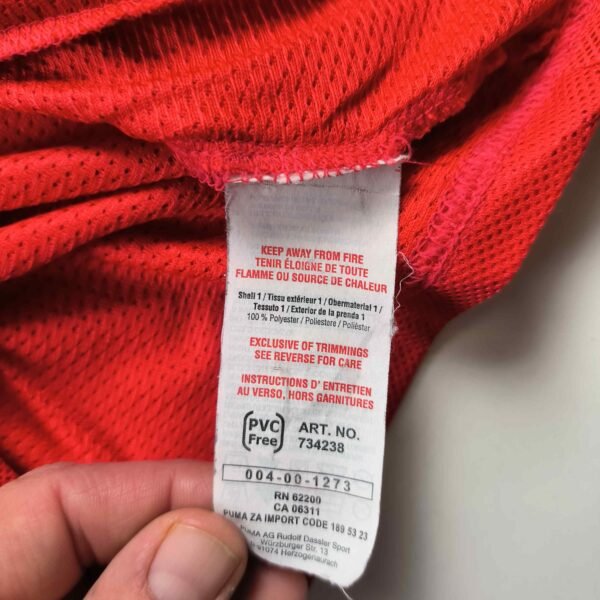 KEEP AWAY FROM FIRE
TENIR ÉLOIGNE DE TOUTE
FLAMME OU SOURCE DE CHALEUR
Shell 1 / Tissu extérieur 1 / Obermaterial 1 /
Tessuto 1 / Exterior de la prenda 1
100 % Polyester / Poliestere / Poliéster
EXCLUSIVE OF TRIMMINGS
SEE REVERSE FOR CARE
INSTRUCTIONS D' ENTRETIEN
AU VERSO, HORS GARNITURES
PVC Free
ART. NO.
734238
004-00-1273
RN 62200
CA 06311
PUMA ZA IMPORT CODE 189 53 23
PUMA AG Rudolf Dassler Sport
Würzburger Str. 13
91074 Herzogenaurach